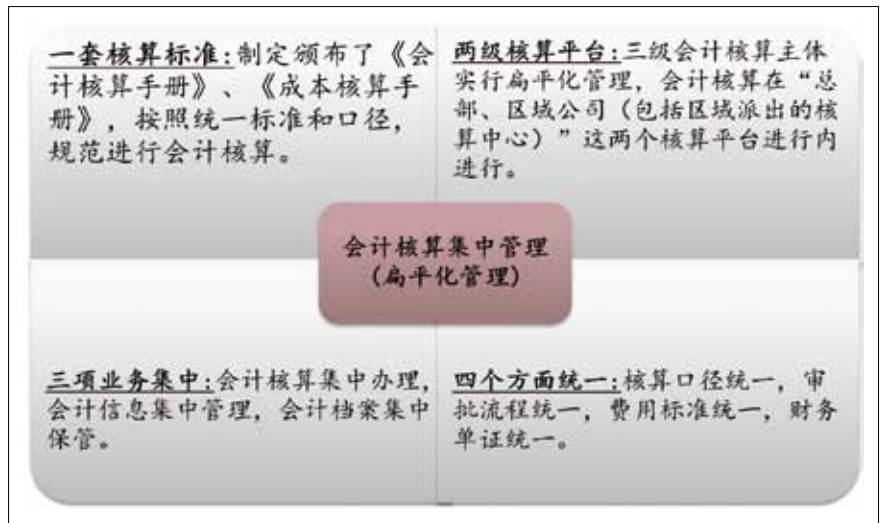 一套核算标准:制定颁布了《会
计核算手册》、《成本核算手
册》，按照统一标准和口径，
规范进行会计核算。
两级核算平台:三级会计核算主体
实行扁平化管理，会计核算在“总
部、区域公司（包括区域派出的核
算中心）”这两个核算平台进行内
进行。
会计核算集中管理
（扁平化管理）
三项业务集中:会计核算集中办理，
会计信息集中管理，会计档案集中
保管。
四个方面统一:核算口径统一，审
批流程统一，费用标准统一，财务
单证统一。